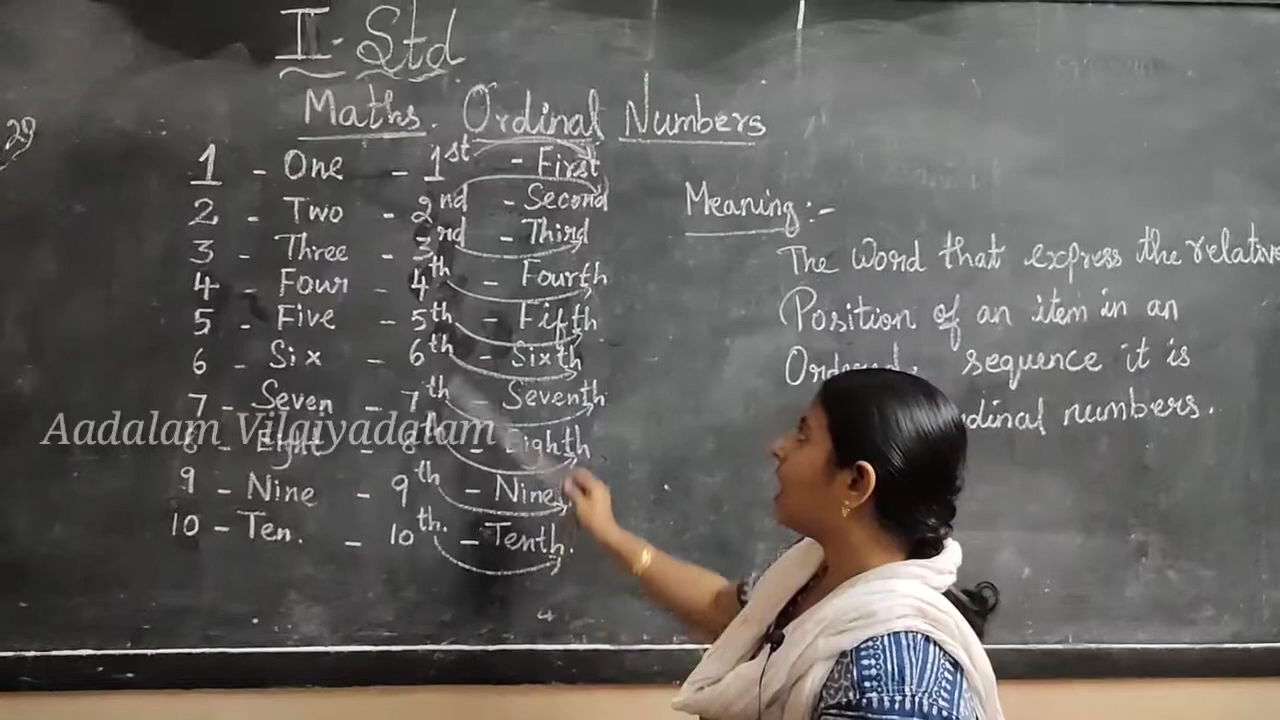 I- Std
Maths. Ordinal Numbers
29
1 - One - 1st - First
2 - Two - 2nd - Second
3 - Three - 3rd - Third
4 - Four - 4th - Fourth
5 - Five - 5th - Fifth
6 - Six - 6th - Sixth
7 - Seven - 7th - Seventh
8 - Eight - 8th - Eighth
9 - Nine - 9th - Nine
10 - Ten. - 10th. - Tenth.
Aadalam Vilaiyadalam
Meaning :-
The Word that express the relative
Position of an item in an
sequence it is
numbers.